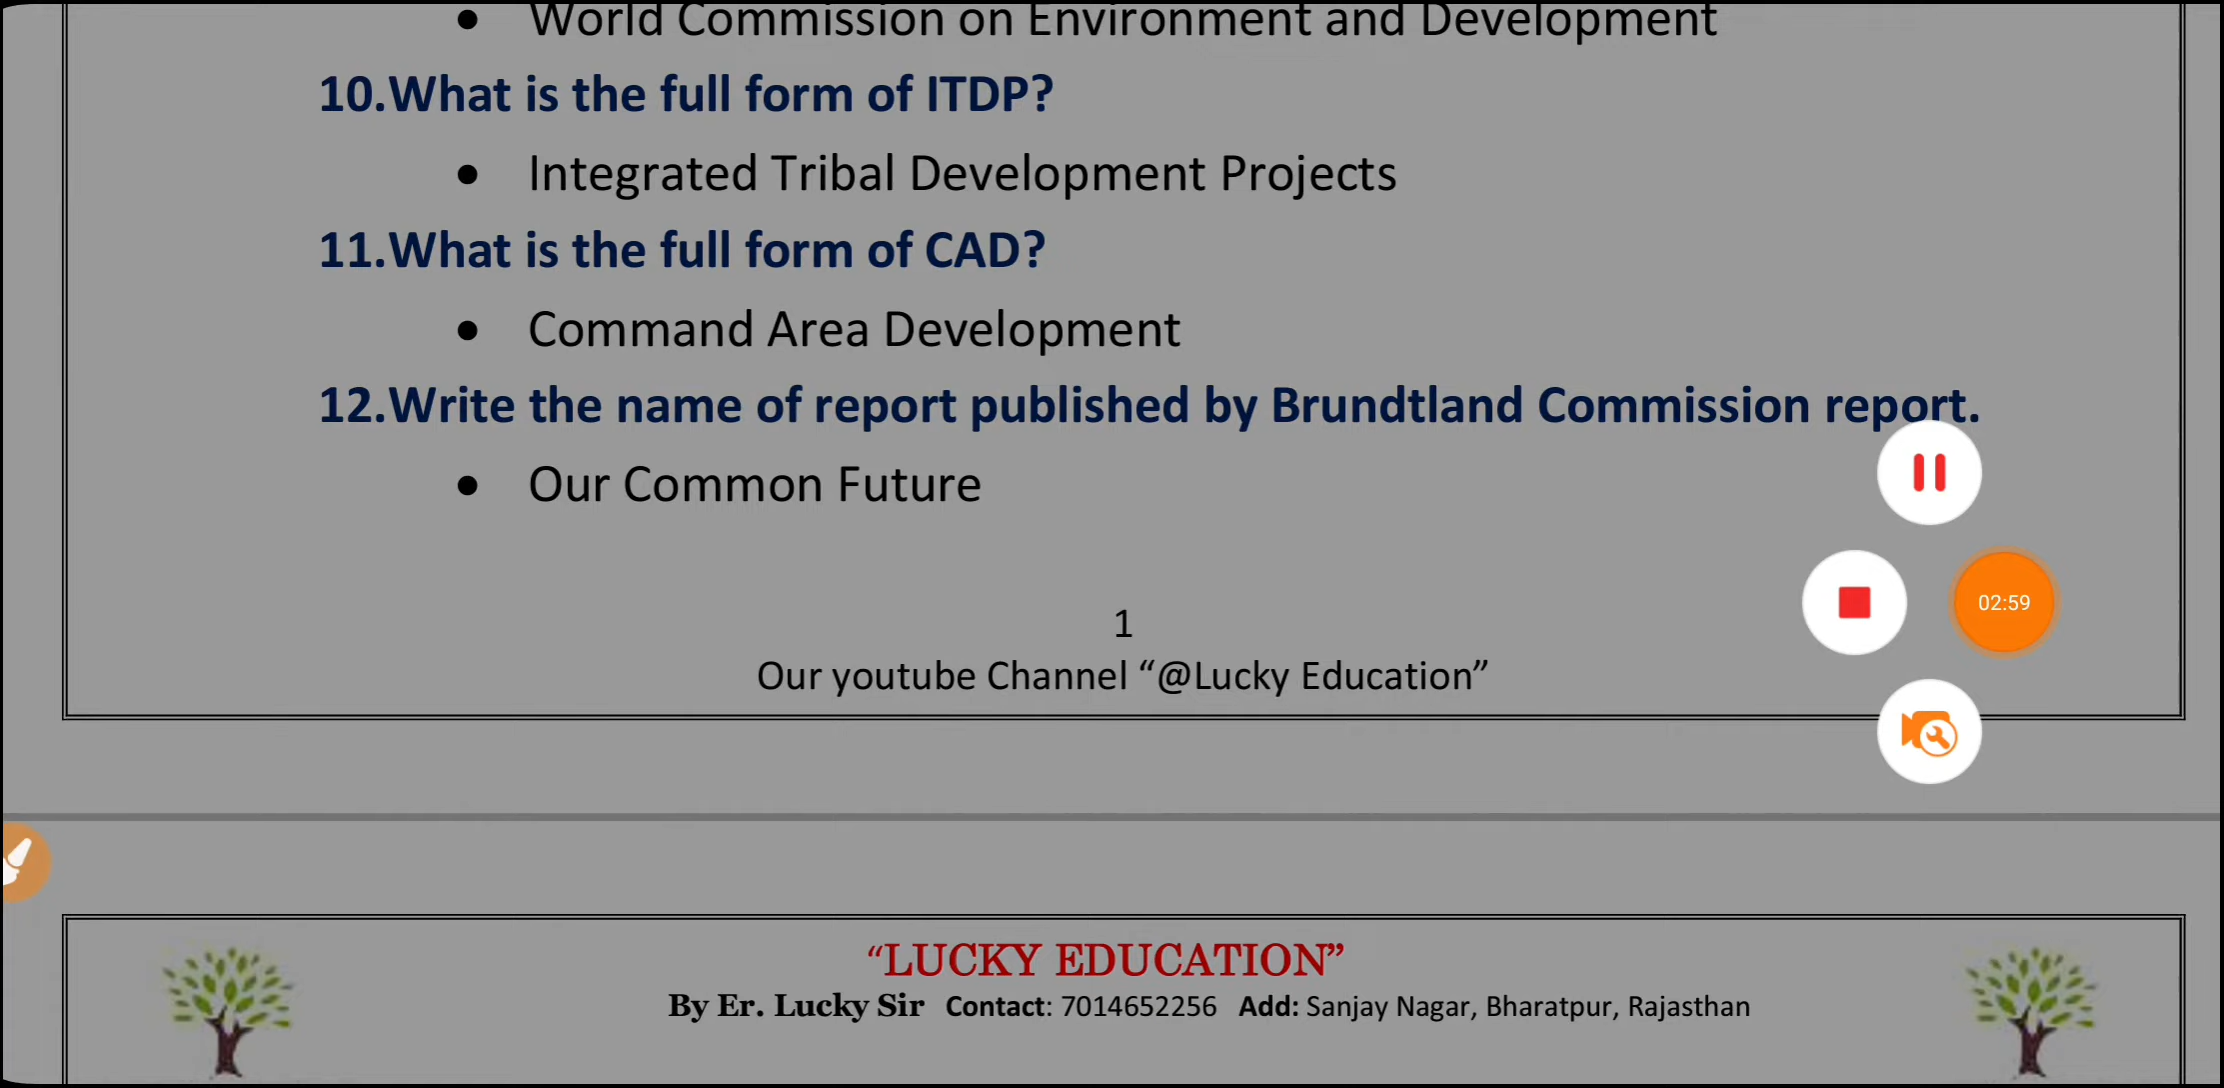 • World Commission on Environment and Development
10.What is the full form of ITDP?
• Integrated Tribal Development Projects
11.What is the full form of CAD?
• Command Area Development
12.Write the name of report published by Brundtland Commission report.
• Our Common Future
02:59
1
Our youtube Channel “@Lucky Education”
“LUCKY EDUCATION”
By Er. Lucky Sir Contact: 7014652256 Add: Sanjay Nagar, Bharatpur, Rajasthan